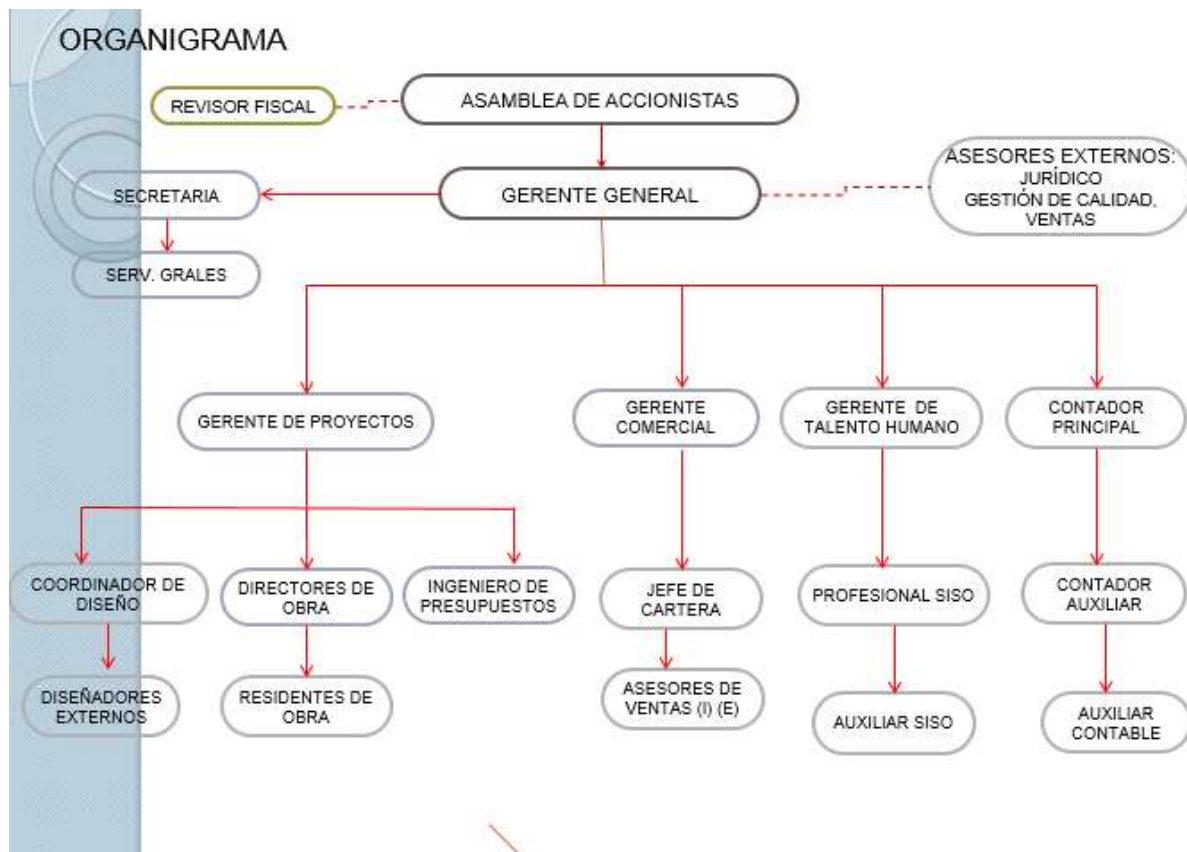 ORGANIGRAMA
REVISOR FISCAL
ASAMBLEA DE ACCIONISTAS
ASESORES EXTERNOS:
JURÍDICO
GESTIÓN DE CALIDAD,
VENTAS
SECRETARIA
GERENTE GENERAL
SERV. GRALES
GERENTE DE PROYECTOS
GERENTE
COMERCIAL
GERENTE DE
TALENTO HUMANO
CONTADOR
PRINCIPAL
COORDINADOR DE
DISEÑO
DIRECTORES DE
OBRA
INGENIERO DE
PRESUPUESTOS
JEFE DE
CARTERA
PROFESIONAL SISO
CONTADOR
AUXILIAR
DISEÑADORES
EXTERNOS
RESIDENTES DE
OBRA
ASESORES DE
VENTAS (I) (E)
AUXILIAR SISO
AUXILIAR
CONTABLE